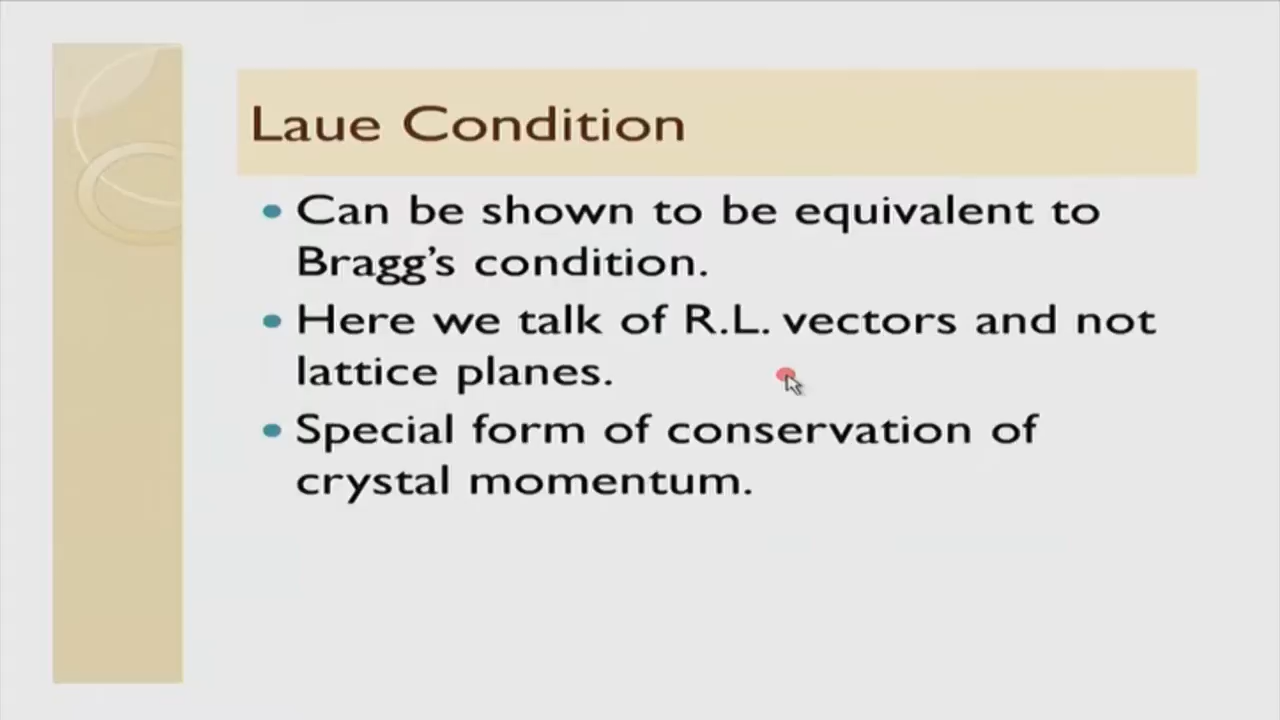 Laue Condition
Can be shown to be equivalent to
Bragg’s condition.
Here we talk of R.L. vectors and not
lattice planes.
Special form of conservation of
crystal momentum.